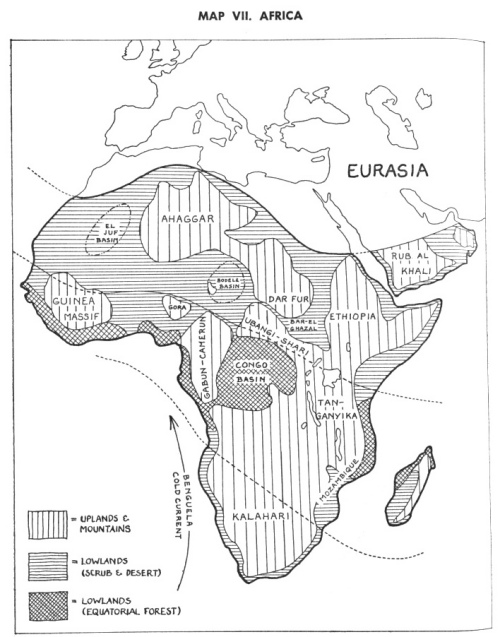 MAP VII. AFRICA
EURASIA
AHAGGAR
EL
JUF
BASIN
RUB AL
KHALI
BODELE
BASIN
GUINEA
MASSIF
GORA
DAR FUR
ETHIOPIA
BAR-EL
GHAZAL
UBANGI-SHARI
GABUN-CAMERUN
CONGO
BASIN
TAN-
GANYIKA
MOZAMBIQUE
KALAHARI
BENGUELA
COLD CURRENT
= UPLANDS &
MOUNTAINS
= LOWLANDS
(SCRUB & DESERT)
= LOWLANDS
(EQUATORIAL FOREST)